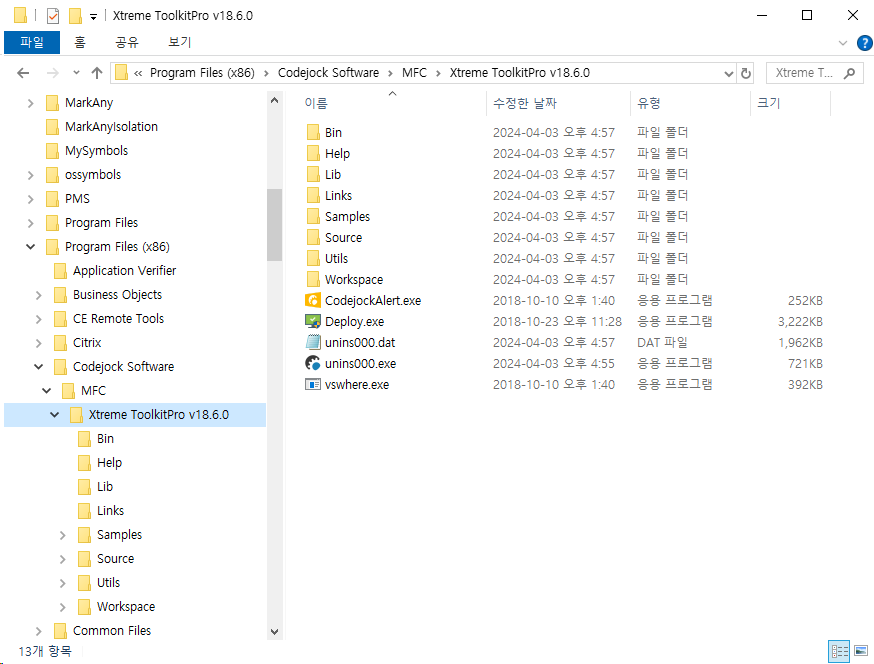 Xtreme ToolkitPro v18.6.0
파일 홈 공유 보기
« Program Files (x86) › Codejock Software › MFC › Xtreme ToolkitPro v18.6.0
Xtreme T...
MarkAny
MarkAnyIsolation
MySymbols
ossymbols
PMS
Program Files
Program Files (x86)
Application Verifier
Business Objects
CE Remote Tools
Citrix
Codejock Software
MFC
Xtreme ToolkitPro v18.6.0
Bin
Help
Lib
Links
Samples
Source
Utils
Workspace
Common Files
이름 수정한 날짜 유형 크기
Bin 2024-04-03 오후 4:57 파일 폴더
Help 2024-04-03 오후 4:57 파일 폴더
Lib 2024-04-03 오후 4:57 파일 폴더
Links 2024-04-03 오후 4:57 파일 폴더
Samples 2024-04-03 오후 4:57 파일 폴더
Source 2024-04-03 오후 4:57 파일 폴더
Utils 2024-04-03 오후 4:57 파일 폴더
Workspace 2024-04-03 오후 4:57 파일 폴더
CodejockAlert.exe 2018-10-10 오후 1:40 응용 프로그램 252KB
Deploy.exe 2018-10-23 오후 11:28 응용 프로그램 3,222KB
unins000.dat 2024-04-03 오후 4:57 DAT 파일 1,962KB
unins000.exe 2024-04-03 오후 4:55 응용 프로그램 721KB
vswhere.exe 2018-10-10 오후 1:40 응용 프로그램 392KB
13개 항목